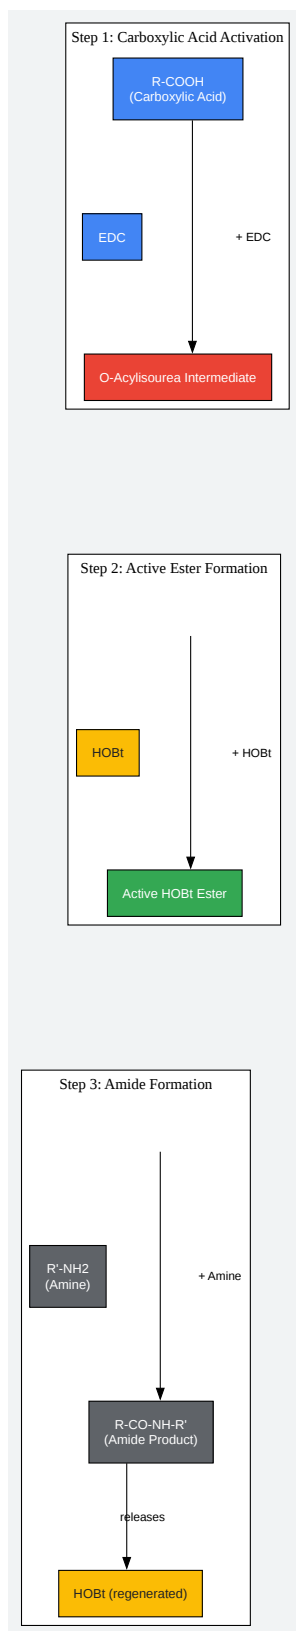 Step 1: Carboxylic Acid Activation
R-COOH
(Carboxylic Acid)
EDC
+ EDC
O-Acylisourea Intermediate
Step 2: Active Ester Formation
HOBt
+ HOBt
Active HOBt Ester
Step 3: Amide Formation
R'-NH2
(Amine)
+ Amine
R-CO-NH-R'
(Amide Product)
releases
HOBt (regenerated)